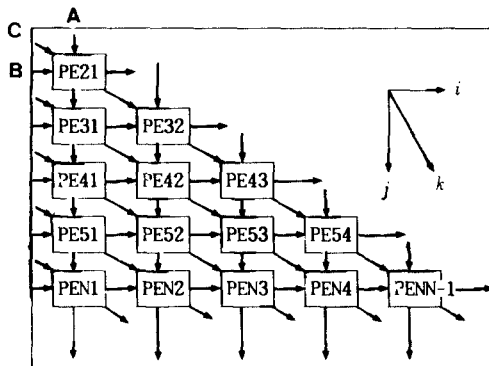 A
C
B
PE21
PE31 PE32
PE41 PE42 PE43
PE51 PE52 PE53 PE54
PEN1 PEN2 PEN3 PEN4 PENN-1
i
j k